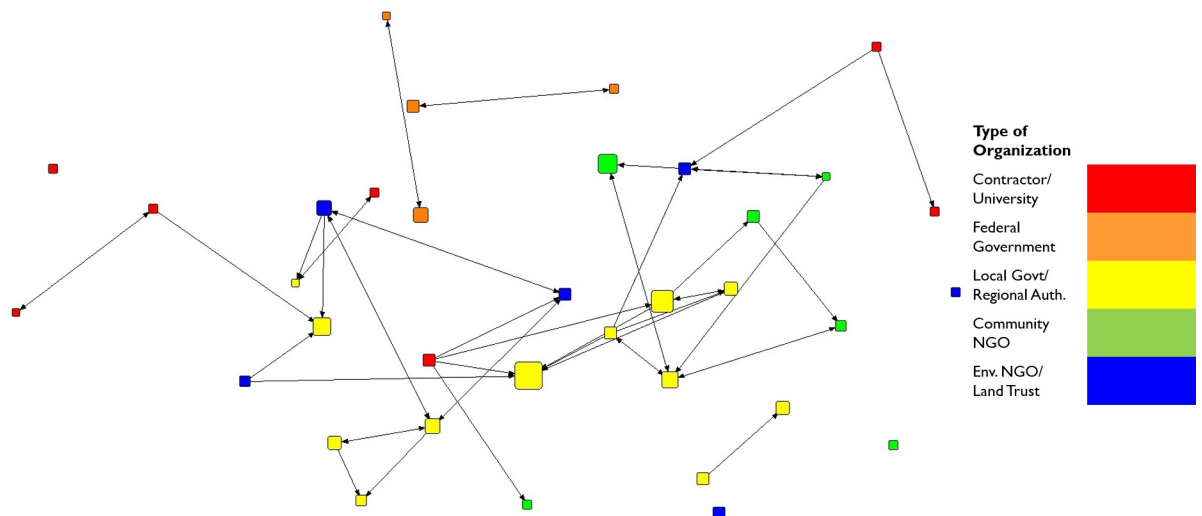 Type of
Organization
Contractor/
University
Federal
Government
Local Govt/
Regional Auth.
Community
NGO
Env. NGO/
Land Trust